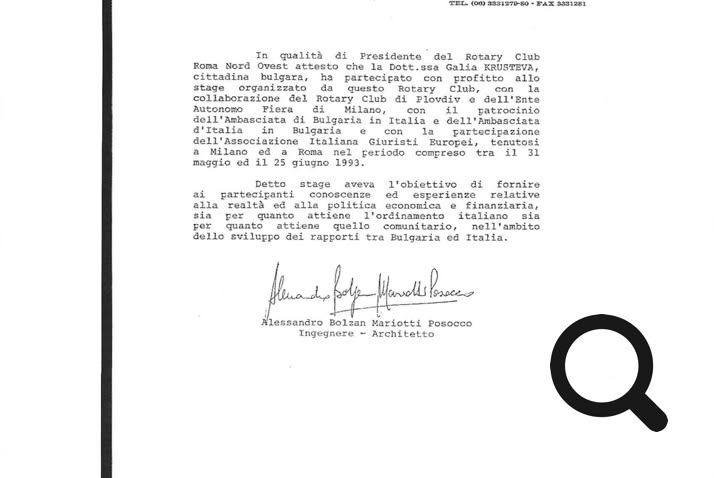 TEL. (06) 3331279-80 - FAX 3331281
In qualità di Presidente del Rotary Club
Roma Nord Ovest attesto che la Dott.ssa Galia KRUSTEVA,
cittadina bulgara, ha partecipato con profitto allo
stage organizzato da questo Rotary Club, con la
collaborazione del Rotary Club di Plovdiv e dell'Ente
Autonomo Fiera di Milano, con il patrocinio
dell'Ambasciata di Bulgaria in Italia e dell'Ambasciata
d'Italia in Bulgaria e con la partecipazione
dell'Associazione Italiana Giuristi Europei, tenutosi
a Milano ed a Roma nel periodo compreso tra il 31
maggio ed il 25 giugno 1993.
Detto stage aveva l'obiettivo di fornire
ai partecipanti conoscenze ed esperienze relative
alla realtà ed alla politica economica e finanziaria,
sia per quanto attiene l'ordinamento italiano sia
per quanto attiene quello comunitario, nell'ambito
dello sviluppo dei rapporti tra Bulgaria ed Italia.
Alessandro Bolzan Mariotti Posocco
Alessandro Bolzan Mariotti Posocco
Ingegnere - Architetto